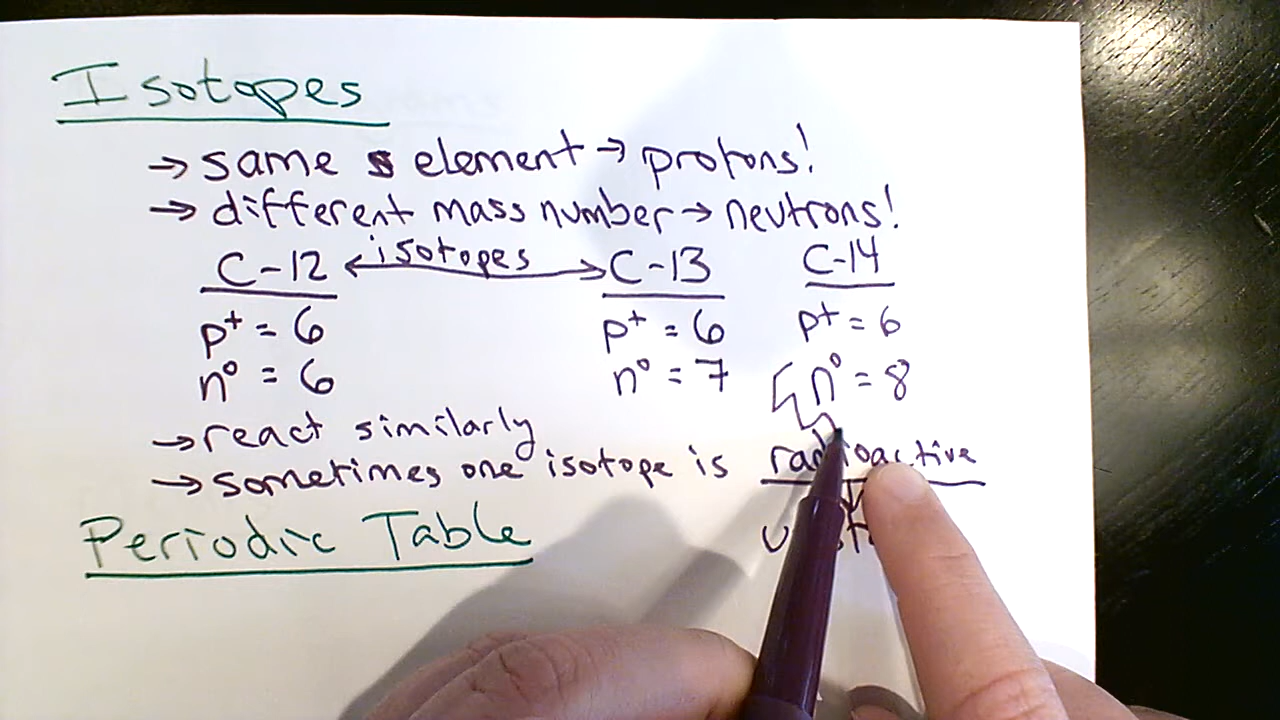 Isotopes
→ same element → protons!
→ different mass number → neutrons!
C-12 ←isotopes→ C-13 C-14
p+ = 6 p+ = 6 p+ = 6
n° = 6 n° = 7 n° = 8
→ react similarly
→ sometimes one isotope is radioactive
Periodic Table